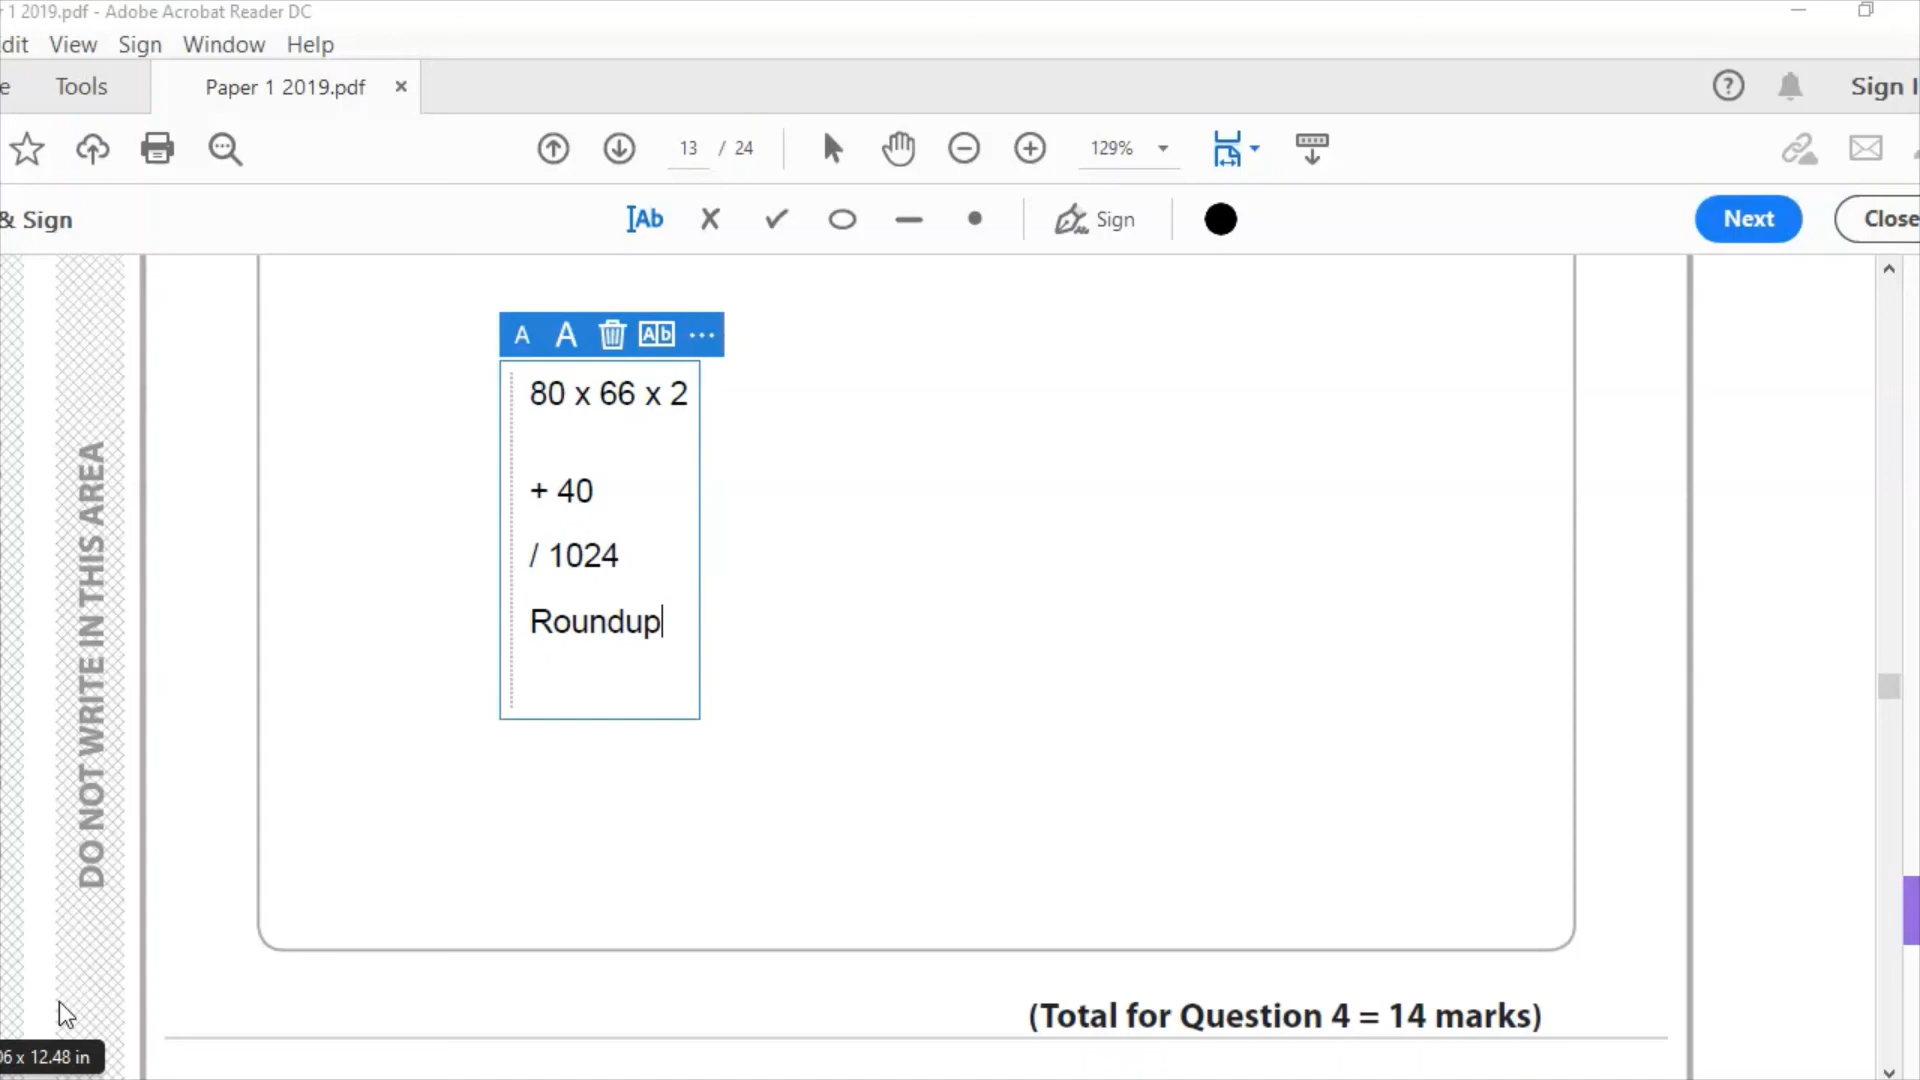 r 1 2019.pdf - Adobe Acrobat Reader DC
dit View Sign Window Help
e Tools Paper 1 2019.pdf × ? Sign I
13 / 24 129%
& Sign Ab Sign Next Close
A A Ab ...
80 x 66 x 2
+ 40
/ 1024
Roundup
DO NOT WRITE IN THIS AREA
(Total for Question 4 = 14 marks)
06 x 12.48 in